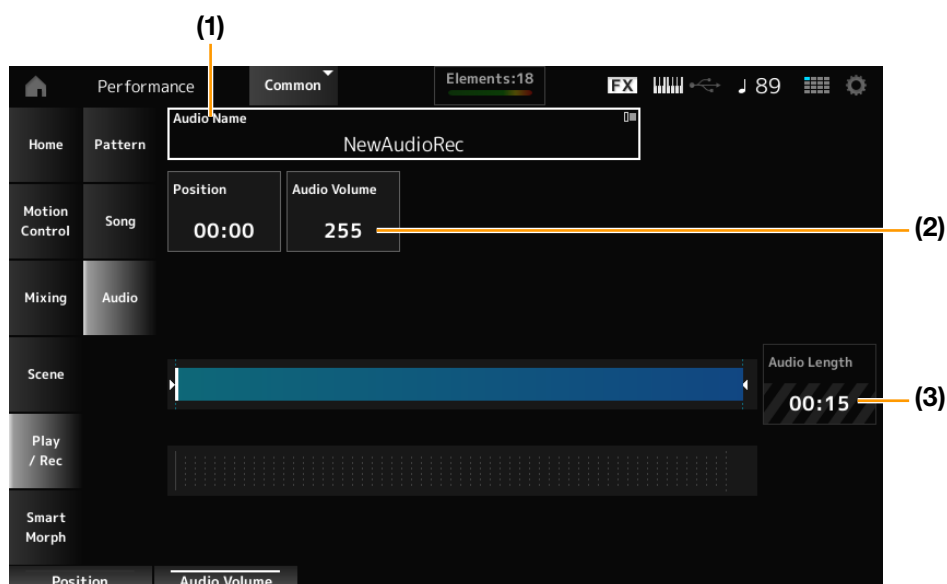 (1)
Performance
Common
Elements:18
FX
89
Home
Pattern
Audio Name
NewAudioRec
Motion
Control
Song
Position
00:00
Audio Volume
255
(2)
Mixing
Audio
Scene
Audio Length
00:15
(3)
Play
/ Rec
Smart
Morph
Position
Audio Volume